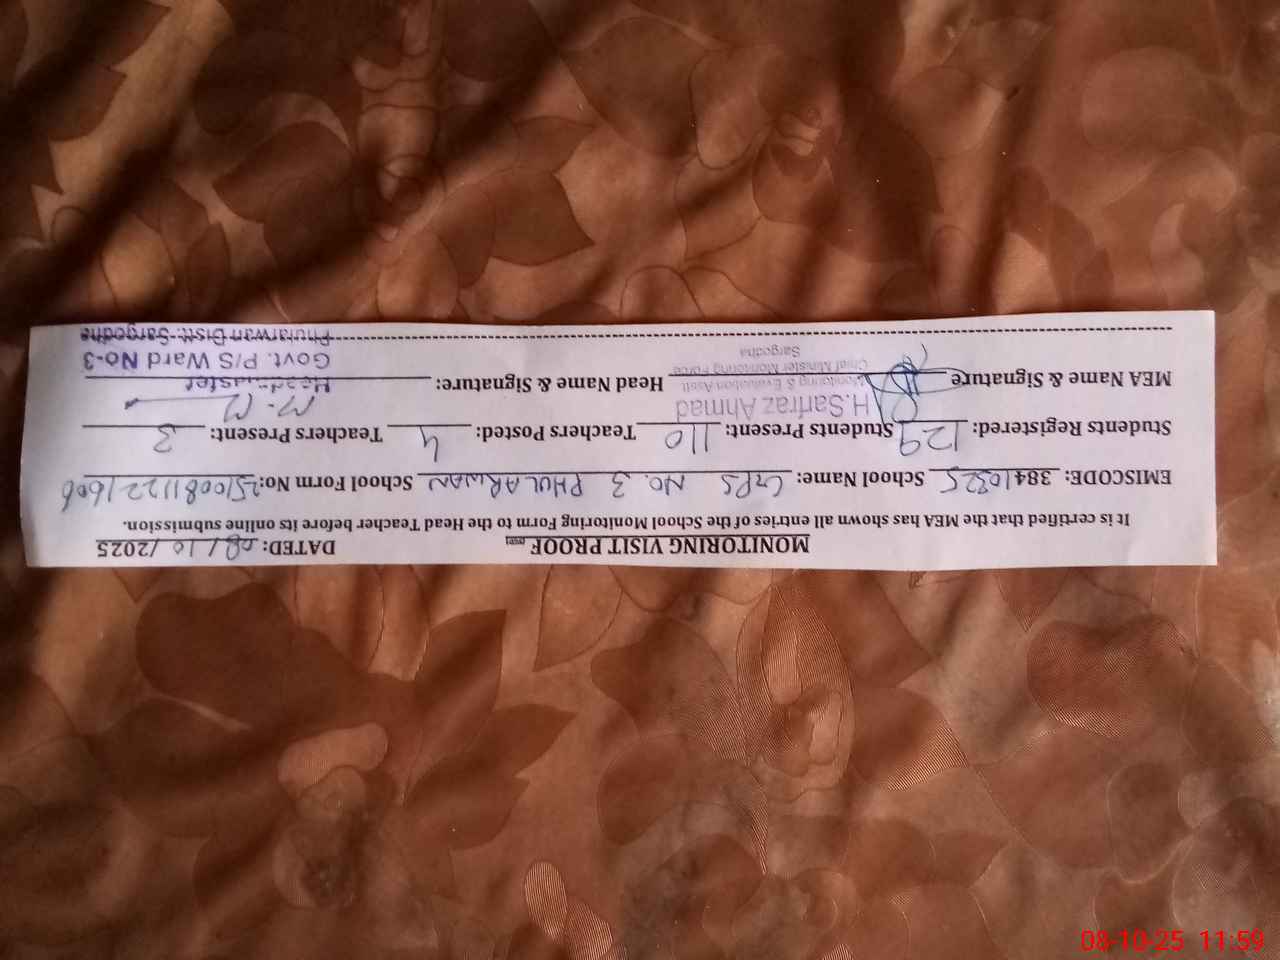 MONITORING VISIT PROOF DATED: 08/10/2025
It is certified that the MEA has shown all entries of the School Monitoring Form to the Head Teacher before its online submission.
EMISCODE: 38410325 School Name: GPS NO. 3 PHULARWAN School Form No:
Students Registered: 129 Students Present: 110 Teachers Posted: 4 Teachers Present: 3
H.Sarfraz Ahmad
MEA Name & Signature Monitoring & Evaluation Asstt Head Name & Signature: Headmaster
Chief Minister Monitoring Force Govt. P/S Ward No-3
Sargodha Phularwan Distt: Sargodha
08-10-25 11:59